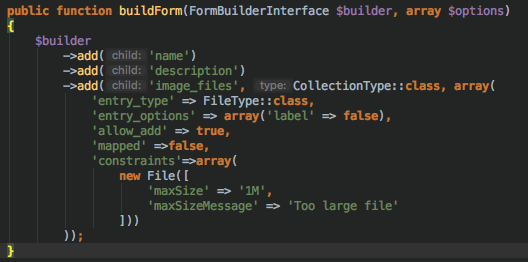 public function buildForm(FormBuilderInterface $builder, array $options)
{
    $builder
        ->add( child: 'name')
        ->add( child: 'description')
        ->add( child: 'image_files', type: CollectionType::class, array(
            'entry_type' => FileType::class,
            'entry_options' => array('label' => false),
            'allow_add' => true,
            'mapped' =>false,
            'constraints'=>array(
                new File([
                    'maxSize' => '1M',
                    'maxSizeMessage' => 'Too large file'
                ]))
        ));
}